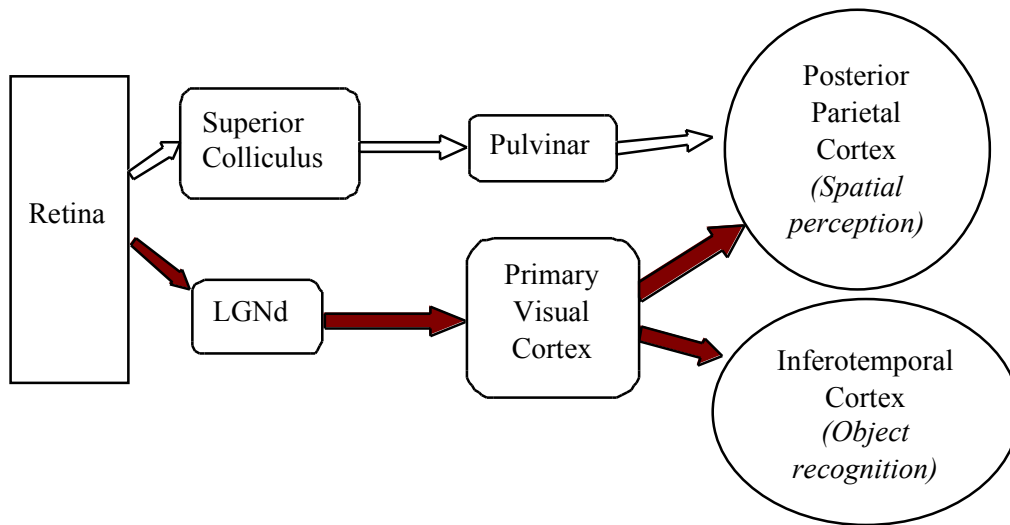 Retina
Superior
Colliculus
Pulvinar
Posterior
Parietal
Cortex
(Spatial
perception)
LGNd
Primary
Visual
Cortex
Inferotemporal
Cortex
(Object
recognition)